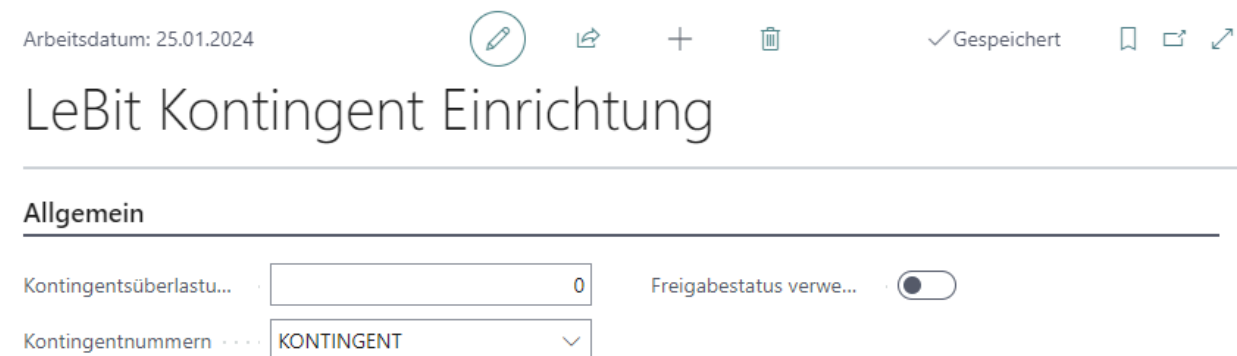 Arbeitsdatum: 25.01.2024 Gespeichert
LeBit Kontingent Einrichtung
Allgemein
Kontingentsüberlastu... 0 Freigabestatus verwe...
Kontingentnummern KONTINGENT